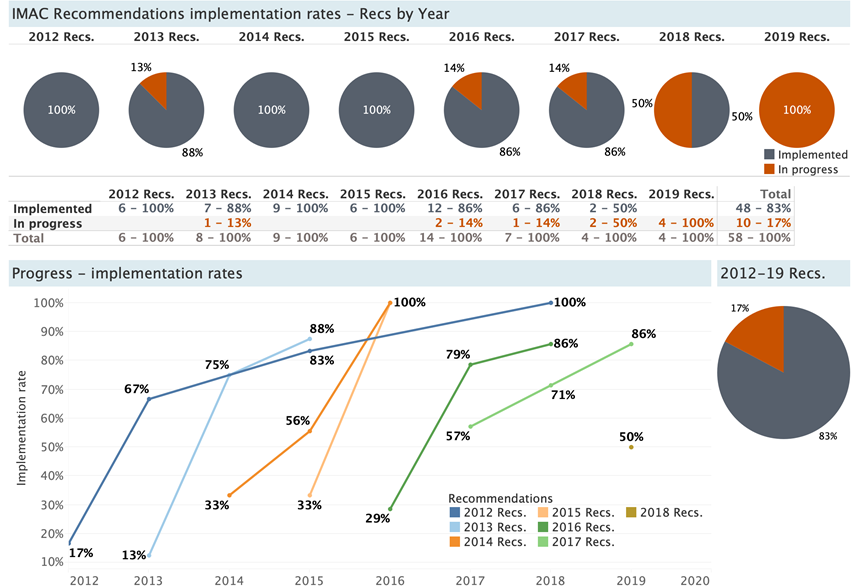 IMAC Recommendations implementation rates – Recs by Year
2012 Recs. 2013 Recs. 2014 Recs. 2015 Recs. 2016 Recs. 2017 Recs. 2018 Recs. 2019 Recs.
13% 14% 14%
100% 100% 100% 50% 50% 100%
88% 86% 86%
Implemented
In progress
2012 Recs. 2013 Recs. 2014 Recs. 2015 Recs. 2016 Recs. 2017 Recs. 2018 Recs. 2019 Recs. Total
Implemented 6 – 100% 7 – 88% 9 – 100% 6 – 100% 12 – 86% 6 – 86% 2 – 50% 48 – 83%
In progress 1 – 13% 2 – 14% 1 – 14% 2 – 50% 4 – 100% 10 – 17%
Total 6 – 100% 8 – 100% 9 – 100% 6 – 100% 14 – 100% 7 – 100% 4 – 100% 4 – 100% 58 – 100%
Progress – implementation rates
2012–19 Recs.
17%
83%
Implementation rate
100%
90%
80%
70%
60%
50%
40%
30%
20%
10%
100% 100%
88% 86%
83% 86%
75% 79%
67% 71%
56% 57%
50%
33% 33%
29%
17% 13%
Recommendations
2012 Recs. 2015 Recs. 2018 Recs.
2013 Recs. 2016 Recs.
2014 Recs. 2017 Recs.
2012 2013 2014 2015 2016 2017 2018 2019 2020